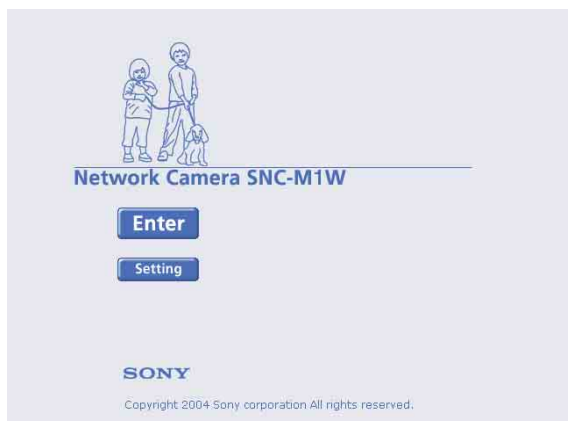 Network Camera SNC-M1W
Enter
Setting
SONY
Copyright 2004 Sony corporation All rights reserved.